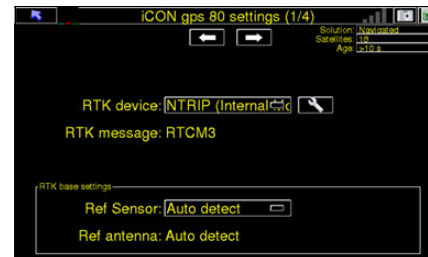 iCON gps 80 settings (1/4)
Solution: Navigated
Satellites: 18
Age: >10 s
RTK device: NTRIP (Internal
RTK message: RTCM3
RTK base settings
Ref Sensor: Auto detect
Ref antenna: Auto detect